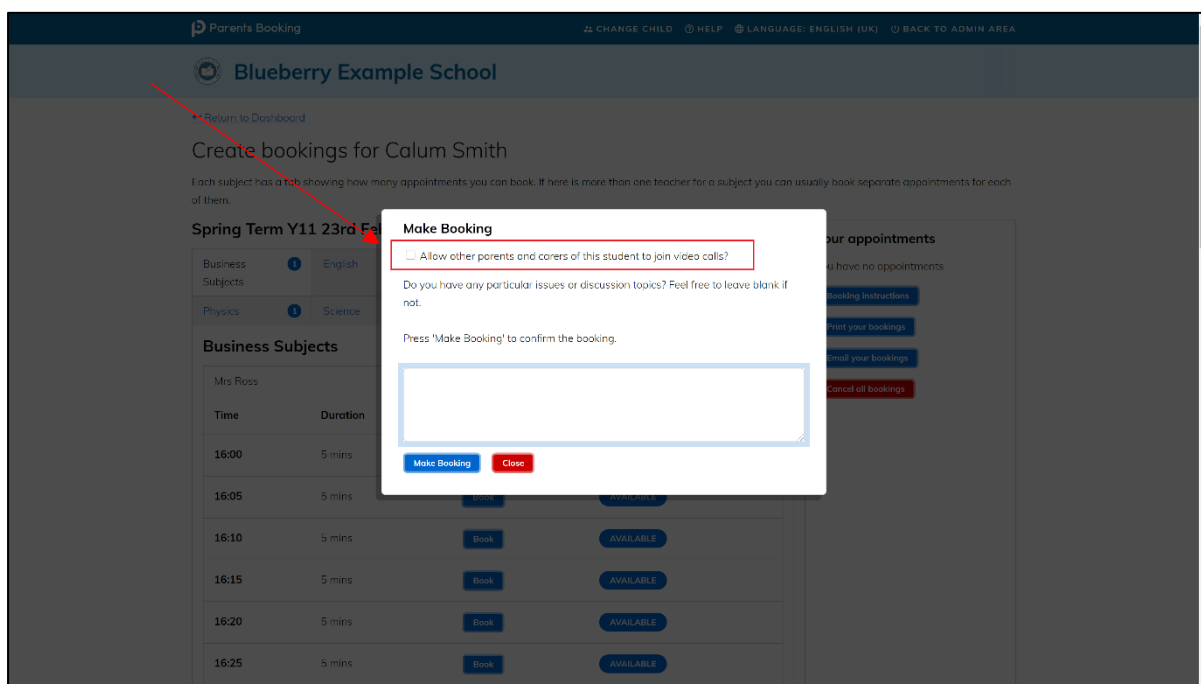 Parents Booking
CHANGE CHILD HELP LANGUAGE: ENGLISH (UK) BACK TO ADMIN AREA
Blueberry Example School
Return to Dashboard
Create bookings for Calum Smith
Each subject has a tab showing how many appointments you can book. If here is more than one teacher for a subject you can usually book separate appointments for each
of them.
Spring Term Y11 23rd
Business
Subjects
1
English
Physics
1
Science
Business Subjects
Mrs Ross
Time Duration
16:00 5 mins
16:05 5 mins Book AVAILABLE
16:10 5 mins Book AVAILABLE
16:15 5 mins Book AVAILABLE
16:20 5 mins Book AVAILABLE
16:25 5 mins Book AVAILABLE
Make Booking
Allow other parents and carers of this student to join video calls?
Do you have any particular issues or discussion topics? Feel free to leave blank if
not.
Press 'Make Booking' to confirm the booking.
Make Booking Close
ur appointments
u have no appointments
Booking instructions
Print your bookings
Email your bookings
Cancel all bookings